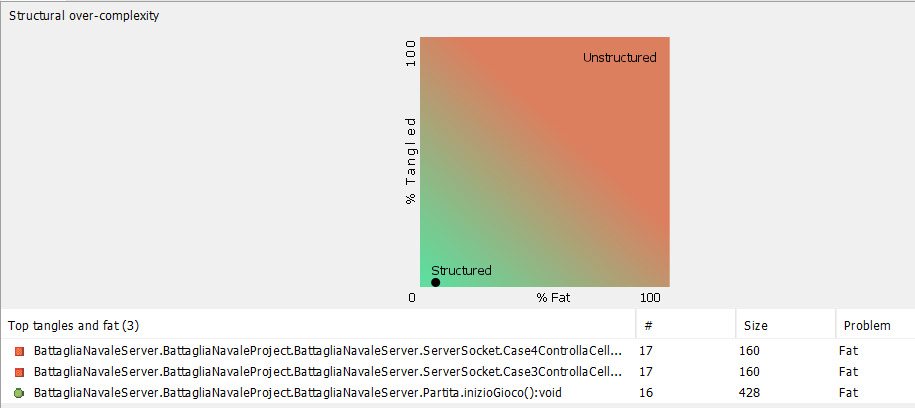 Structural over-complexity
100
Unstructured
% Tangled
Structured
0 % Fat 100
Top tangles and fat (3) # Size Problem
BattagliaNavaleServer.BattagliaNavaleProject.BattagliaNavaleServer.ServerSocket.Case4ControllaCell... 17 160 Fat
BattagliaNavaleServer.BattagliaNavaleProject.BattagliaNavaleServer.ServerSocket.Case3ControllaCell... 17 160 Fat
BattagliaNavaleServer.BattagliaNavaleProject.BattagliaNavaleServer.Partita.inizioGioco():void 16 428 Fat